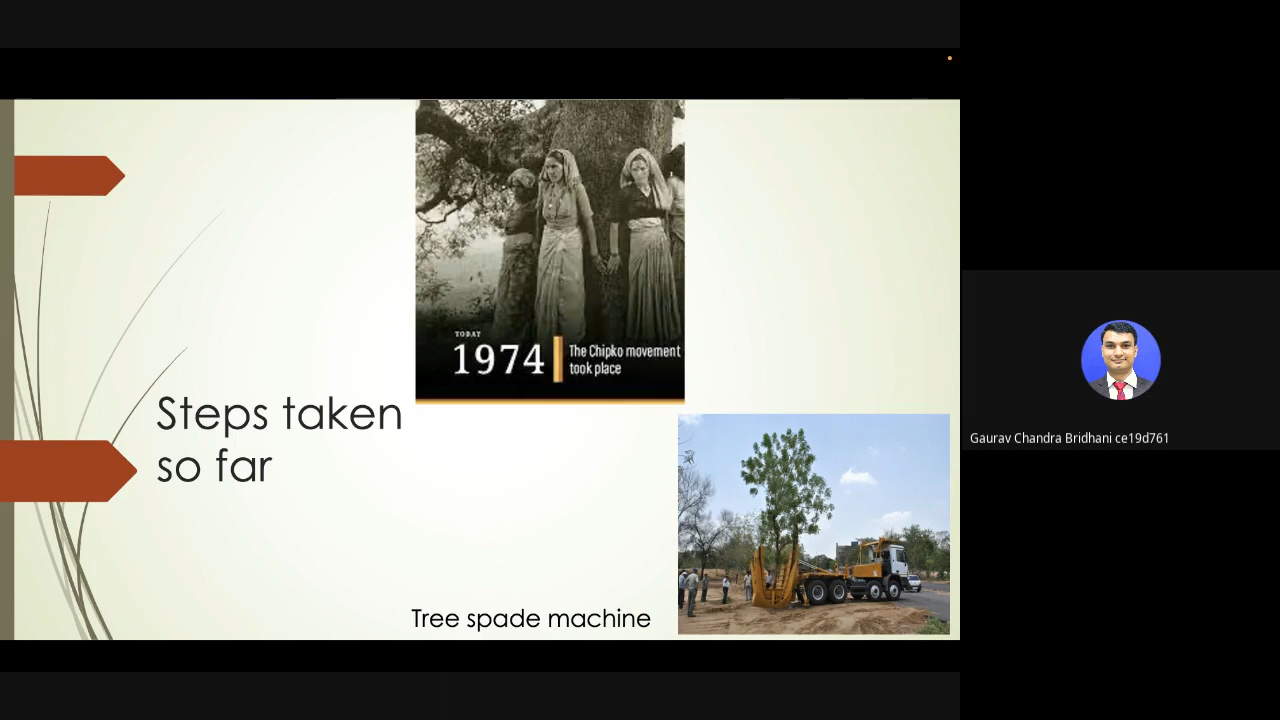 TODAY
1974
The Chipko movement
took place
Steps taken
so far
Tree spade machine
Gaurav Chandra Bridhani ce19d761